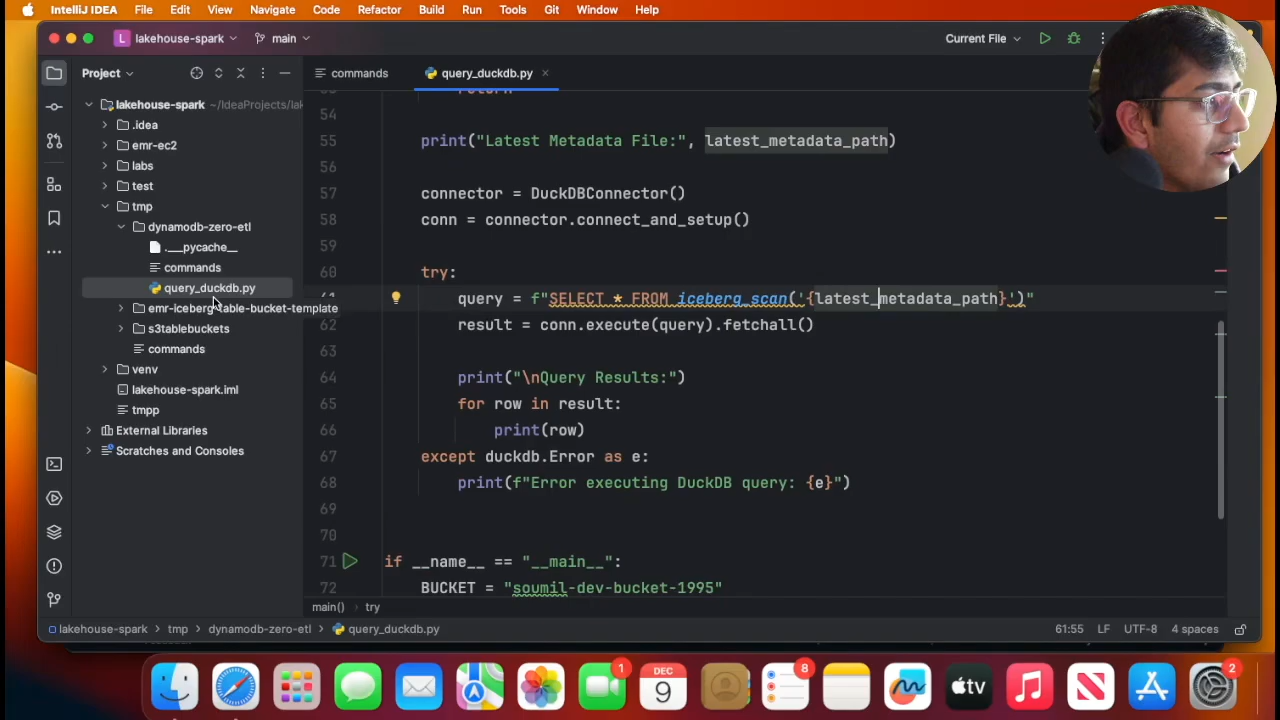 IntelliJ IDEA File Edit View Navigate Code Refactor Build Run Tools Git Window Help
L lakehouse-spark main Current File
Project commands query_duckdb.py
lakehouse-spark ~/IdeaProjects/lak
.idea
emr-ec2
labs
test
tmp
dynamodb-zero-etl
.___pycache__
commands
query_duckdb.py
emr-iceberg-table-bucket-template
s3tablebuckets
commands
venv
lakehouse-spark.iml
tmpp
External Libraries
Scratches and Consoles
return
54
55 print("Latest Metadata File:", latest_metadata_path)
56
57 connector = DuckDBConnector()
58 conn = connector.connect_and_setup()
59
60 try:
61 query = f"SELECT * FROM iceberg_scan('{latest_metadata_path}')"
62 result = conn.execute(query).fetchall()
63
64 print("\nQuery Results:")
65 for row in result:
66 print(row)
67 except duckdb.Error as e:
68 print(f"Error executing DuckDB query: {e}")
69
70
71 if __name__ == "__main__":
72 BUCKET = "soumil-dev-bucket-1995"
main() try
lakehouse-spark tmp dynamodb-zero-etl query_duckdb.py 61:55 LF UTF-8 4 spaces
1 DEC 9 8 tv 2